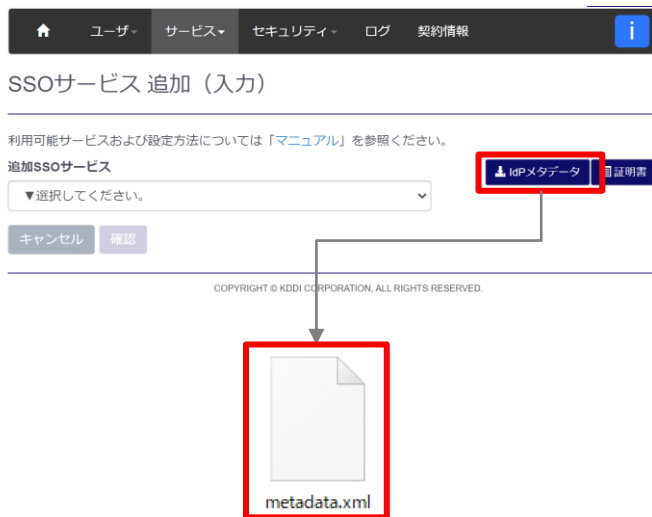 ユーザ サービス セキュリティ ログ 契約情報 i
SSOサービス 追加（入力）
利用可能サービスおよび設定方法については「マニュアル」を参照ください。
追加SSOサービス
IdPメタデータ 証明書
▼選択してください。
キャンセル 確認
COPYRIGHT © KDDI CORPORATION, ALL RIGHTS RESERVED.
metadata.xml